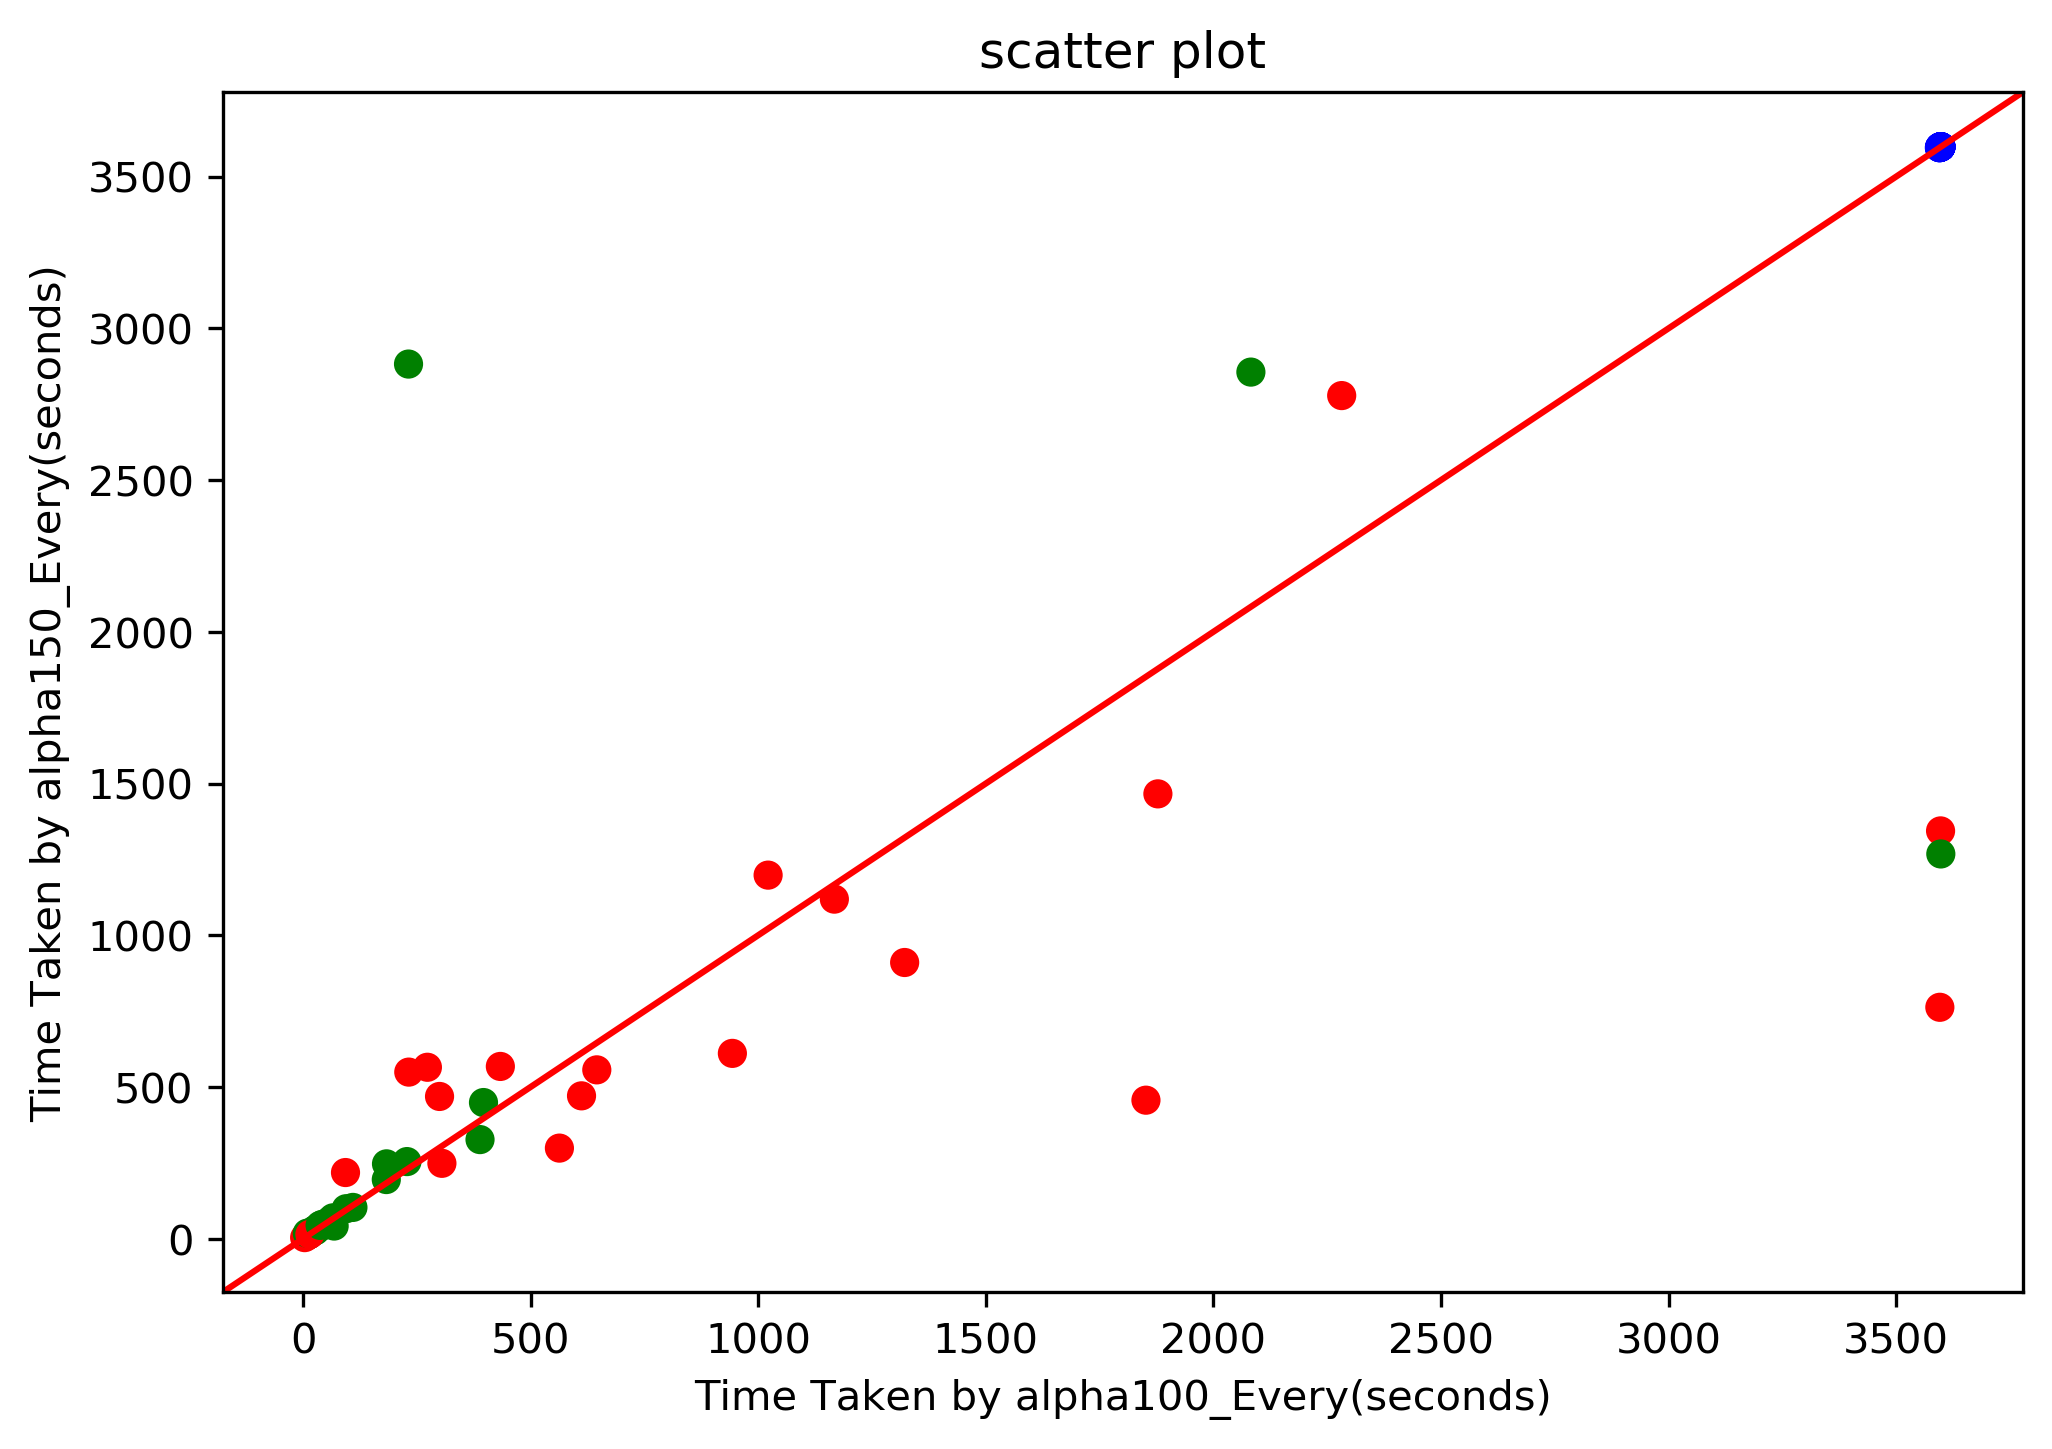 scatter plot
3500
3000
2500
2000
1500
1000
500
0
Time Taken by alpha150_Every(seconds)
0 500 1000 1500 2000 2500 3000 3500
Time Taken by alpha100_Every(seconds)